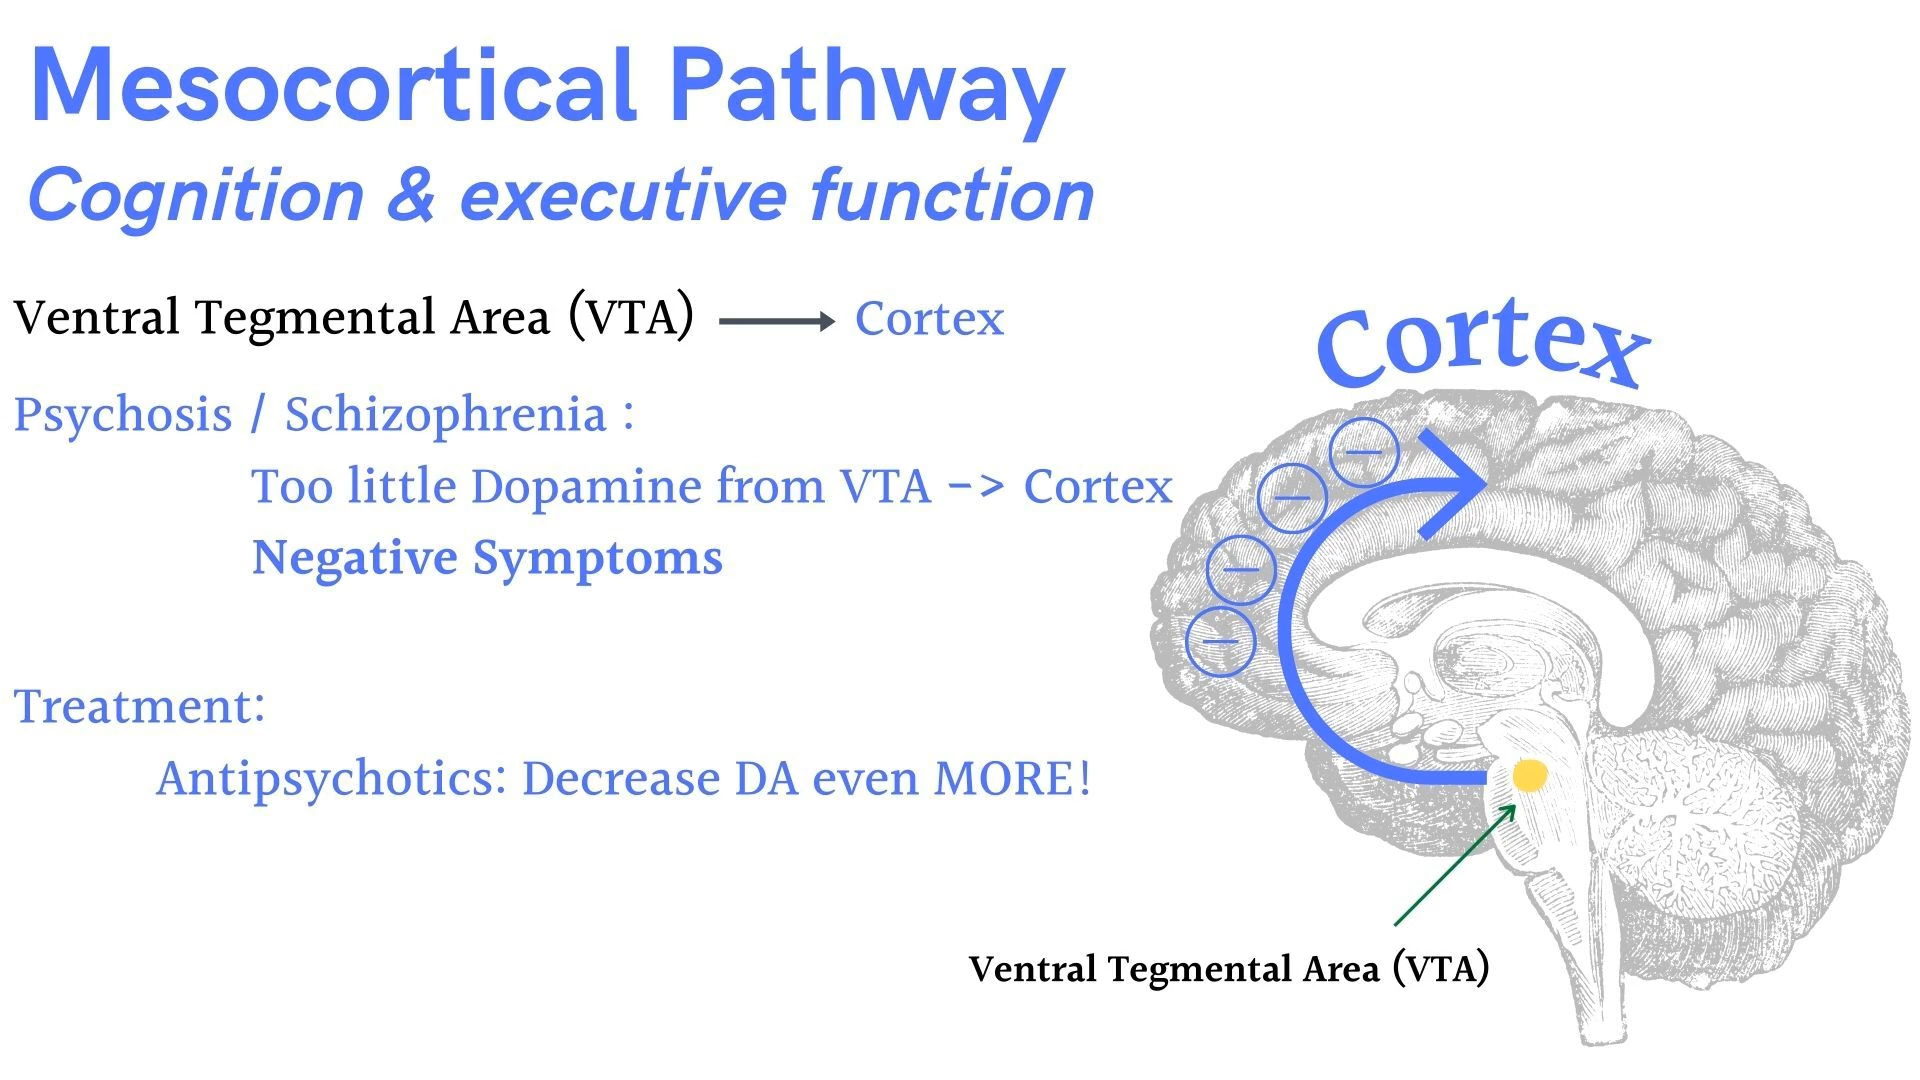 Mesocortical Pathway
Cognition & executive function
Ventral Tegmental Area (VTA) Cortex
Psychosis / Schizophrenia :
Too little Dopamine from VTA -> Cortex
Negative Symptoms
Treatment:
Antipsychotics: Decrease DA even MORE!
Cortex
Ventral Tegmental Area (VTA)